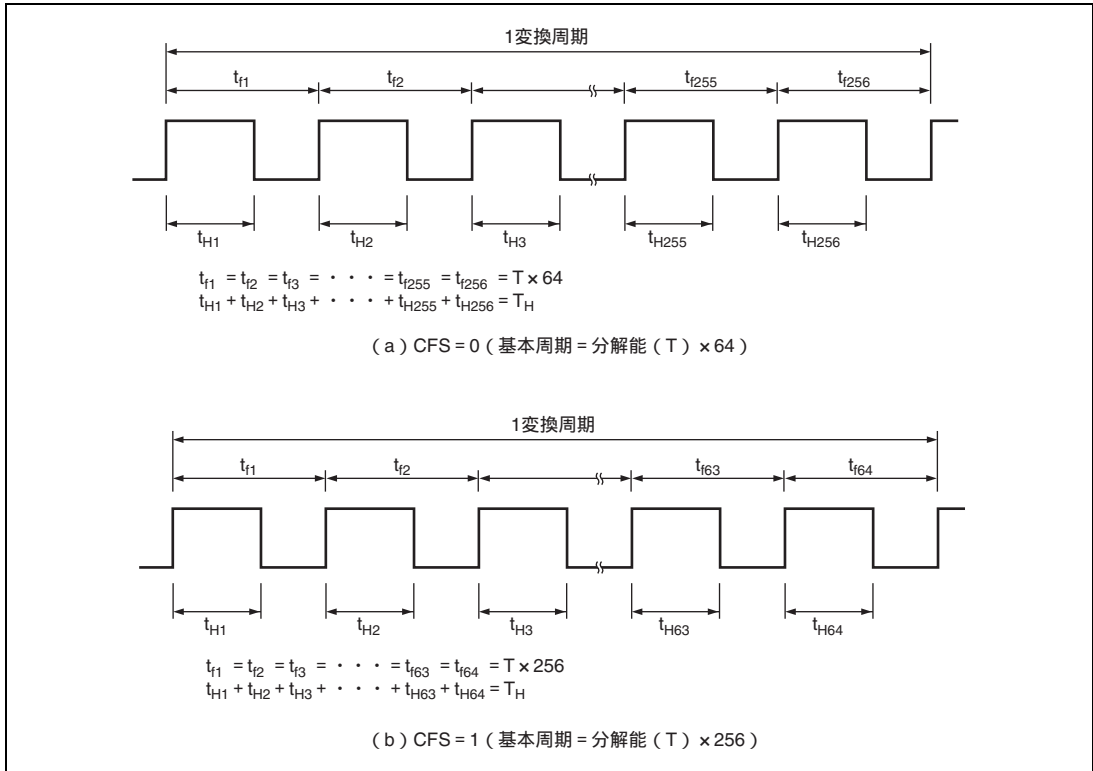 1変換周期
tf1 tf2 tf255 tf256
tH1 tH2 tH3 tH255 tH256
tf1 = tf2 = tf3 = ・・・ = tf255 = tf256 = T × 64
tH1 + tH2 + tH3 + ・・・ + tH255 + tH256 = TH
（a）CFS = 0（基本周期 = 分解能（T）× 64）
1変換周期
tf1 tf2 tf63 tf64
tH1 tH2 tH3 tH63 tH64
tf1 = tf2 = tf3 = ・・・ = tf63 = tf64 = T × 256
tH1 + tH2 + tH3 + ・・・ + tH63 + tH64 = TH
（b）CFS = 1（基本周期 = 分解能（T）× 256）